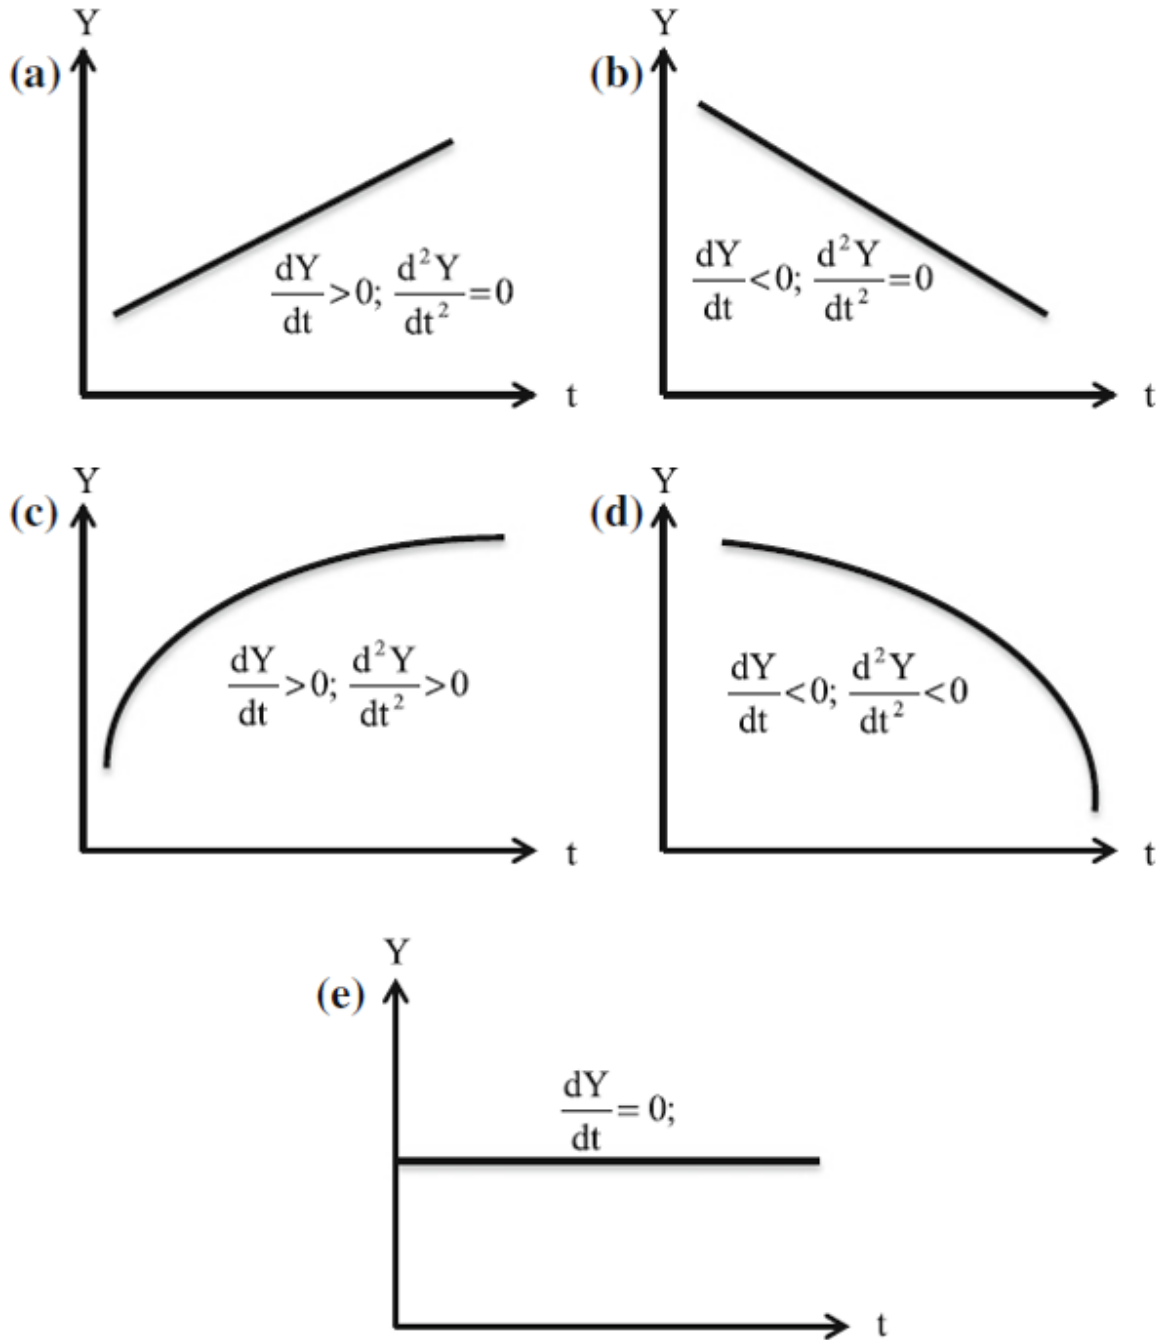 Y
(a)
dY/dt >0; d²Y/dt² =0
t
Y
(b)
dY/dt <0; d²Y/dt² =0
t
Y
(c)
dY/dt >0; d²Y/dt² >0
t
Y
(d)
dY/dt <0; d²Y/dt² <0
t
Y
(e)
dY/dt = 0;
t